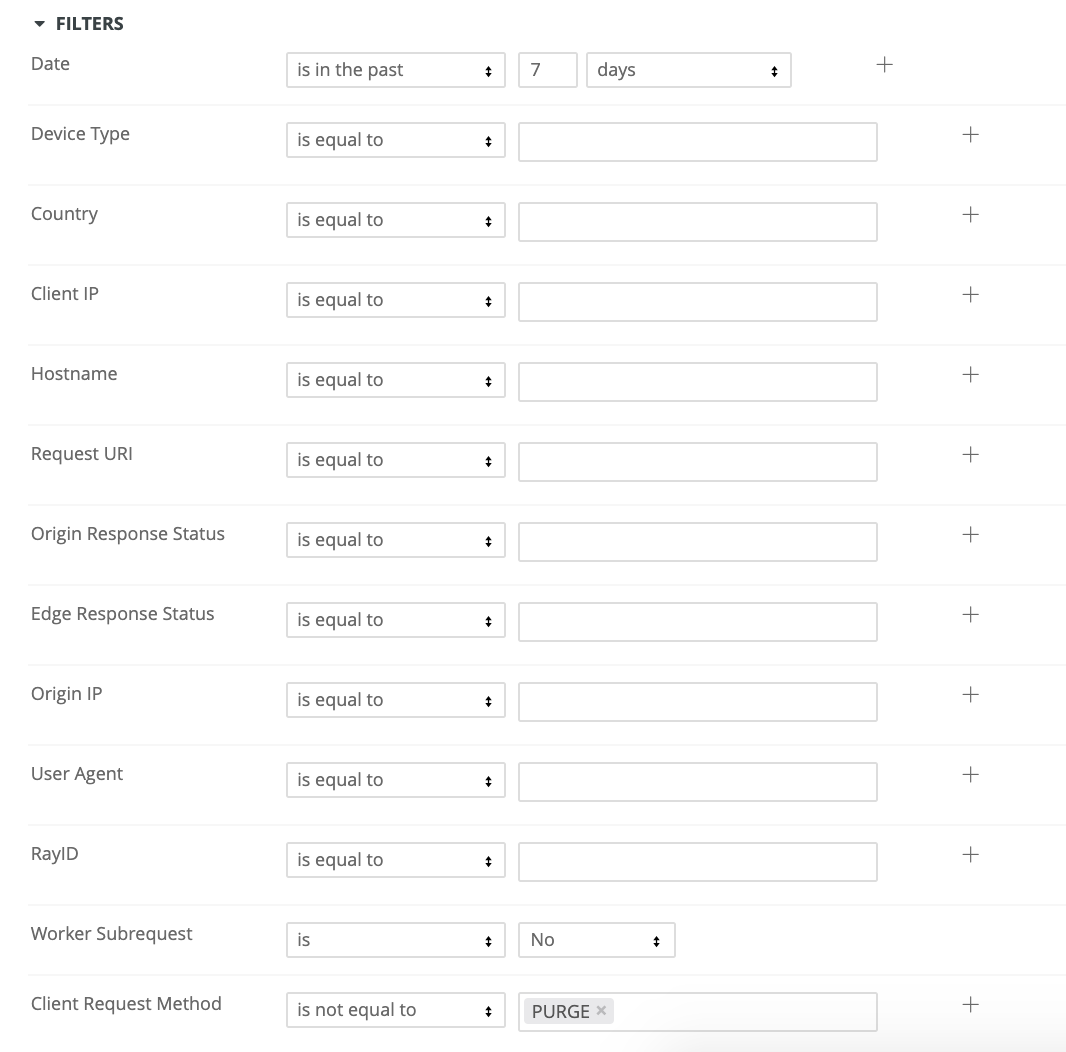 FILTERS
Date is in the past 7 days
Device Type is equal to
Country is equal to
Client IP is equal to
Hostname is equal to
Request URI is equal to
Origin Response Status is equal to
Edge Response Status is equal to
Origin IP is equal to
User Agent is equal to
RayID is equal to
Worker Subrequest is No
Client Request Method is not equal to PURGE ×